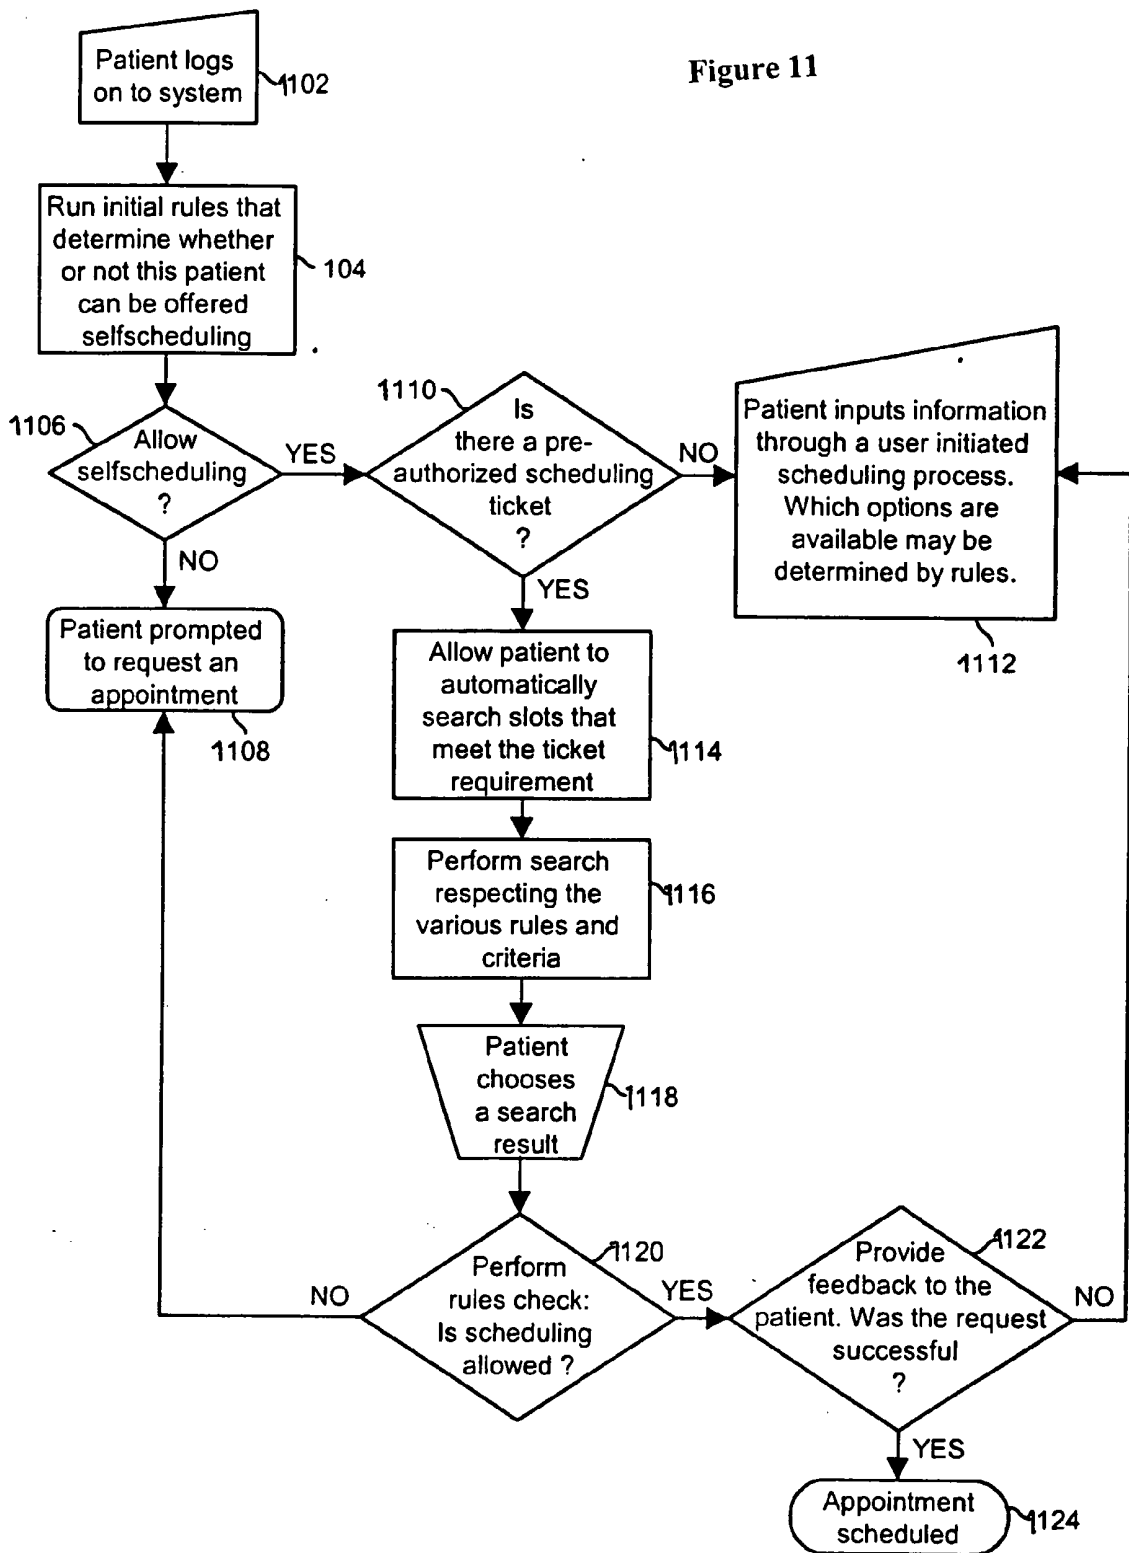 Figure 11
Patient logs
on to system
1102
Run initial rules that
determine whether
or not this patient
can be offered
selfscheduling
104
1106
Allow
selfscheduling
?
YES
NO
1110
Is
there a pre-
authorized scheduling
ticket
?
NO
YES
Patient inputs information
through a user initiated
scheduling process.
Which options are
available may be
determined by rules.
1112
Patient prompted
to request an
appointment
1108
Allow patient to
automatically
search slots that
meet the ticket
requirement
1114
Perform search
respecting the
various rules and
criteria
1116
Patient
chooses
a search
result
1118
Perform
rules check:
Is scheduling
allowed ?
1120
NO
YES
Provide
feedback to the
patient. Was the request
successful
?
1122
NO
YES
Appointment
scheduled
1124